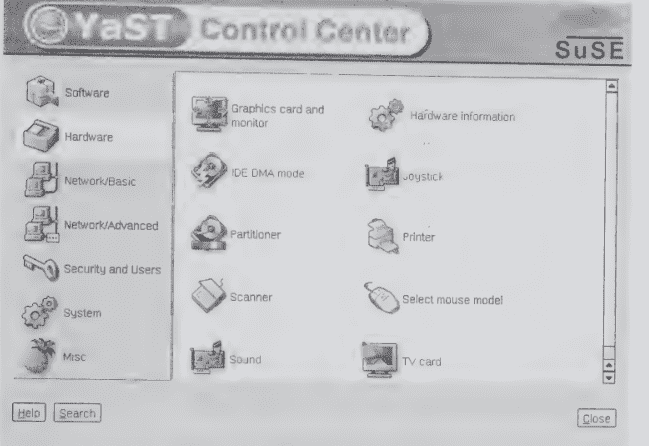 YaST Control Center
SuSE
Software
Hardware
Network/Basic
Network/Advanced
Security and Users
System
Misc
Graphics card and
monitor
Hardware information
IDE DMA mode
Joystick
Partitioner
Printer
Scanner
Select mouse model
Sound
TV card
Help
Search
Close